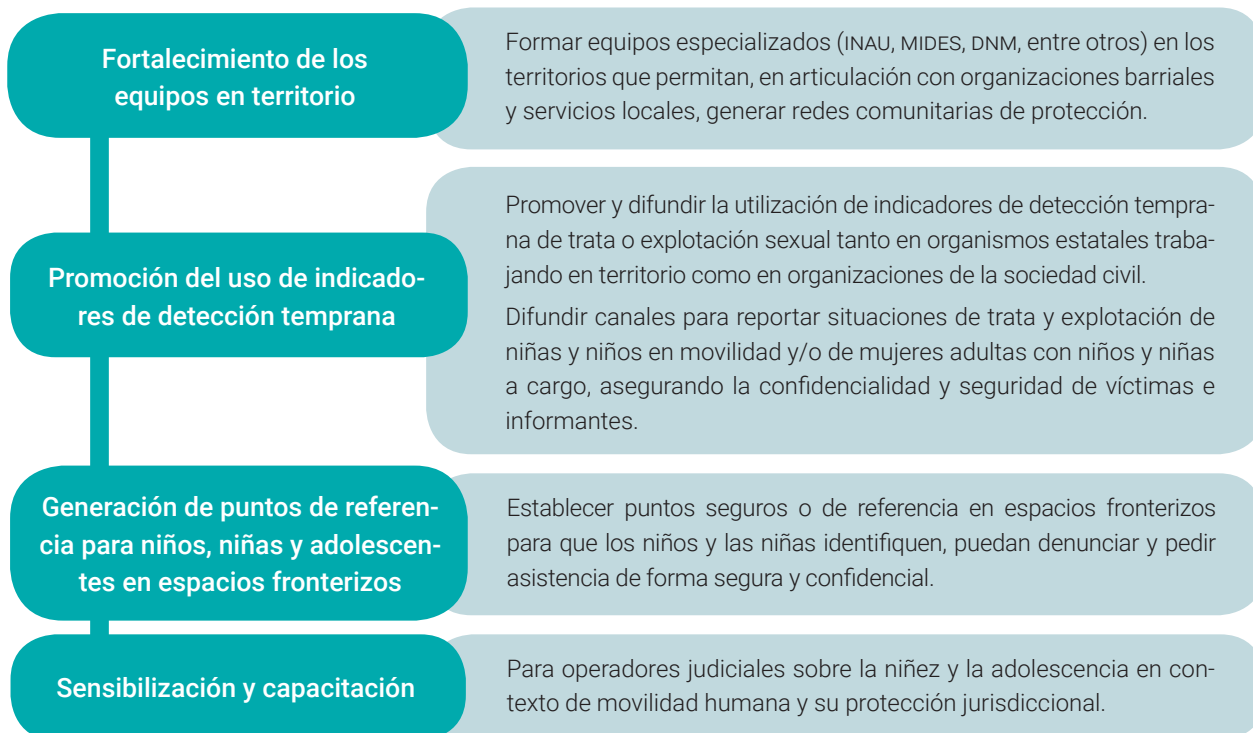 Fortalecimiento de los
equipos en territorio
Formar equipos especializados (INAU, MIDES, DNM, entre otros) en los
territorios que permitan, en articulación con organizaciones barriales
y servicios locales, generar redes comunitarias de protección.
Promoción del uso de indicado-
res de detección temprana
Promover y difundir la utilización de indicadores de detección tempra-
na de trata o explotación sexual tanto en organismos estatales traba-
jando en territorio como en organizaciones de la sociedad civil.
Difundir canales para reportar situaciones de trata y explotación de
niñas y niños en movilidad y/o de mujeres adultas con niños y niñas
a cargo, asegurando la confidencialidad y seguridad de víctimas e
informantes.
Generación de puntos de referen-
cia para niños, niñas y adolescen-
tes en espacios fronterizos
Establecer puntos seguros o de referencia en espacios fronterizos
para que los niños y las niñas identifiquen, puedan denunciar y pedir
asistencia de forma segura y confidencial.
Sensibilización y capacitación
Para operadores judiciales sobre la niñez y la adolescencia en con-
texto de movilidad humana y su protección jurisdiccional.